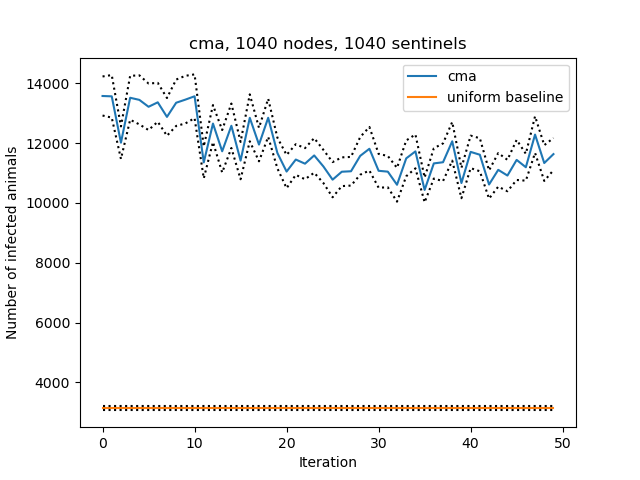 cma, 1040 nodes, 1040 sentinels
cma
uniform baseline
Number of infected animals
14000
12000
10000
8000
6000
4000
0
10
20
30
40
50
Iteration